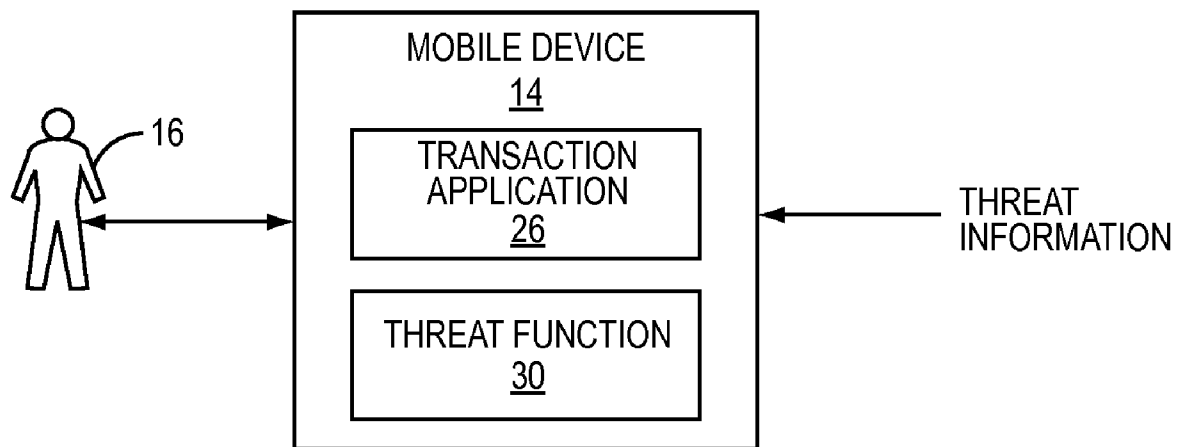 MOBILE DEVICE
14
16
TRANSACTION
APPLICATION
26
THREAT
INFORMATION
THREAT FUNCTION
30